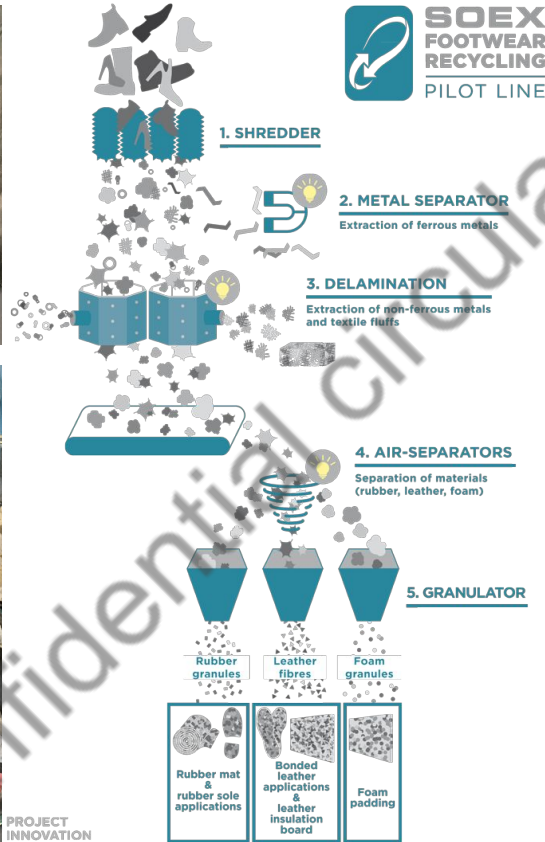 SOEX
FOOTWEAR
RECYCLING
PILOT LINE
1. SHREDDER
2. METAL SEPARATOR
Extraction of ferrous metals
3. DELAMINATION
Extraction of non-ferrous metals
and textile fluffs
4. AIR-SEPARATORS
Separation of materials
(rubber, leather, foam)
5. GRANULATOR
Rubber
granules
Leather
fibres
Foam
granules
Rubber mat
&
rubber sole
applications
Bonded
leather
applications
&
leather
insulation
board
Foam
padding
PROJECT
INNOVATION
fidential circula